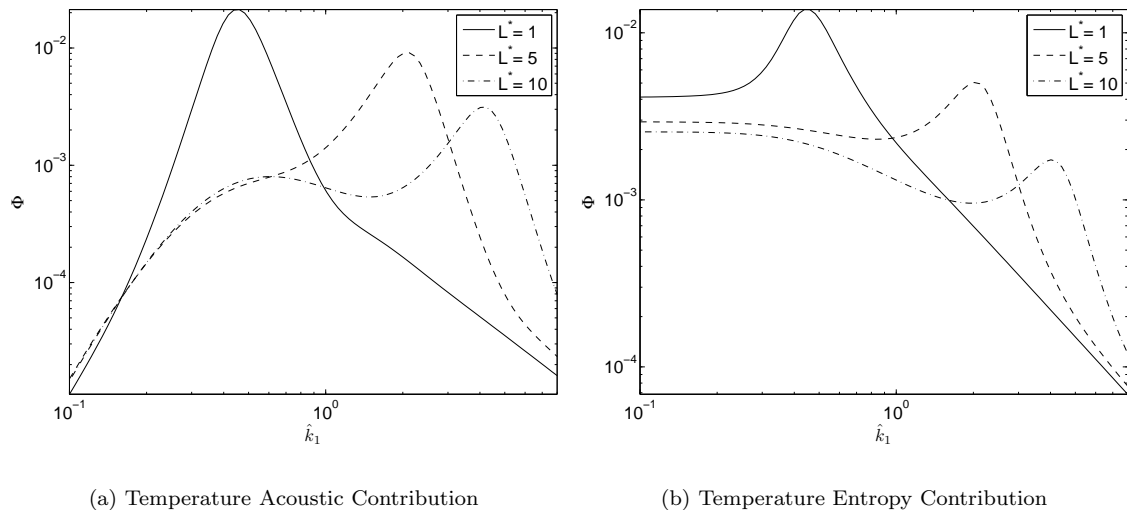 10⁻²
10⁻³
10⁻⁴
Φ
10⁻¹
10⁰
k̂₁
L* = 1
L* = 5
L* = 10
(a) Temperature Acoustic Contribution
10⁻²
10⁻³
10⁻⁴
Φ
10⁻¹
10⁰
k̂₁
L* = 1
L* = 5
L* = 10
(b) Temperature Entropy Contribution